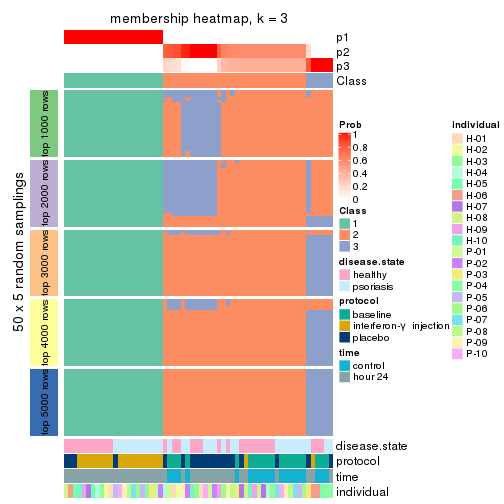 membership heatmap, k = 3
p1
p2
p3
Class
50 x 5 random samplings
top 1000 rows
top 2000 rows
top 3000 rows
top 4000 rows
top 5000 rows
disease.state
protocol
time
individual
Prob
1
0.8
0.6
0.4
0.2
0
Class
1
2
3
disease.state
healthy
psoriasis
protocol
baseline
interferon-γ injection
placebo
time
control
hour 24
individual
H-01
H-02
H-03
H-04
H-05
H-06
H-07
H-08
H-09
H-10
P-01
P-02
P-03
P-04
P-05
P-06
P-07
P-08
P-09
P-10